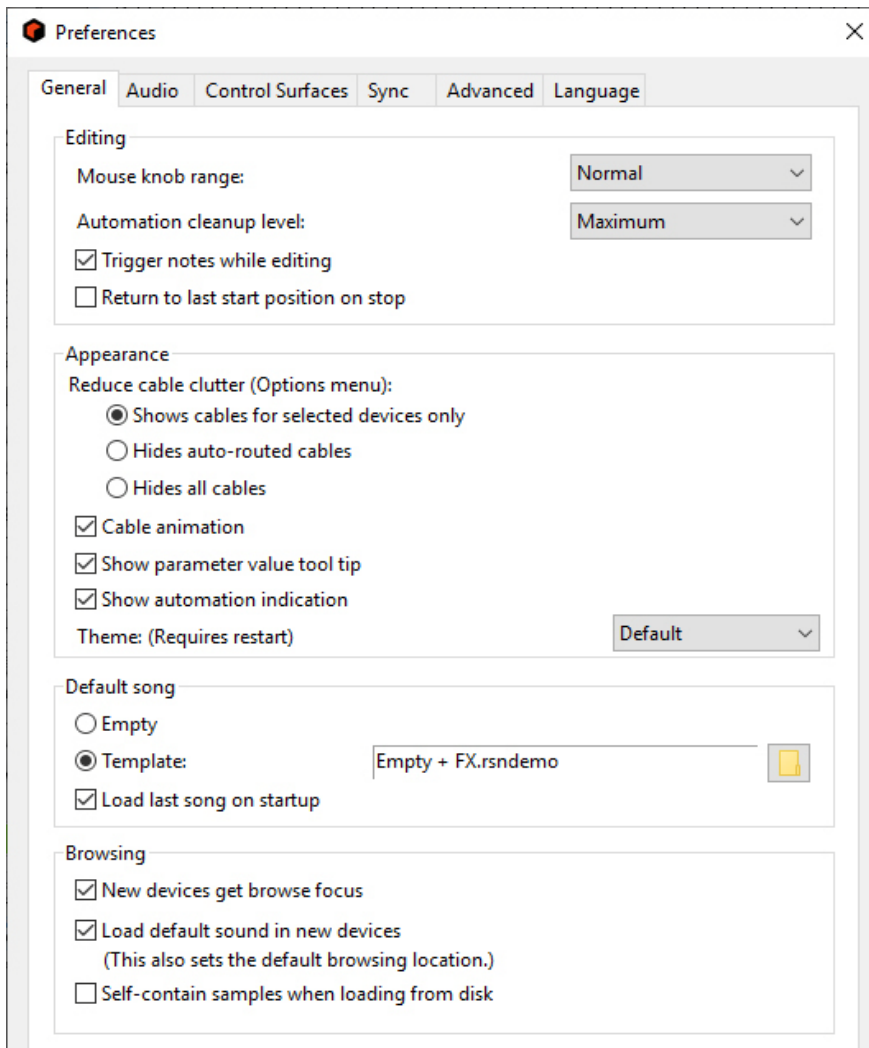 Preferences
General Audio Control Surfaces Sync Advanced Language
Editing
Mouse knob range: Normal
Automation cleanup level: Maximum
Trigger notes while editing
Return to last start position on stop
Appearance
Reduce cable clutter (Options menu):
Shows cables for selected devices only
Hides auto-routed cables
Hides all cables
Cable animation
Show parameter value tool tip
Show automation indication
Theme: (Requires restart) Default
Default song
Empty
Template: Empty + FX.rsndemo
Load last song on startup
Browsing
New devices get browse focus
Load default sound in new devices
(This also sets the default browsing location.)
Self-contain samples when loading from disk